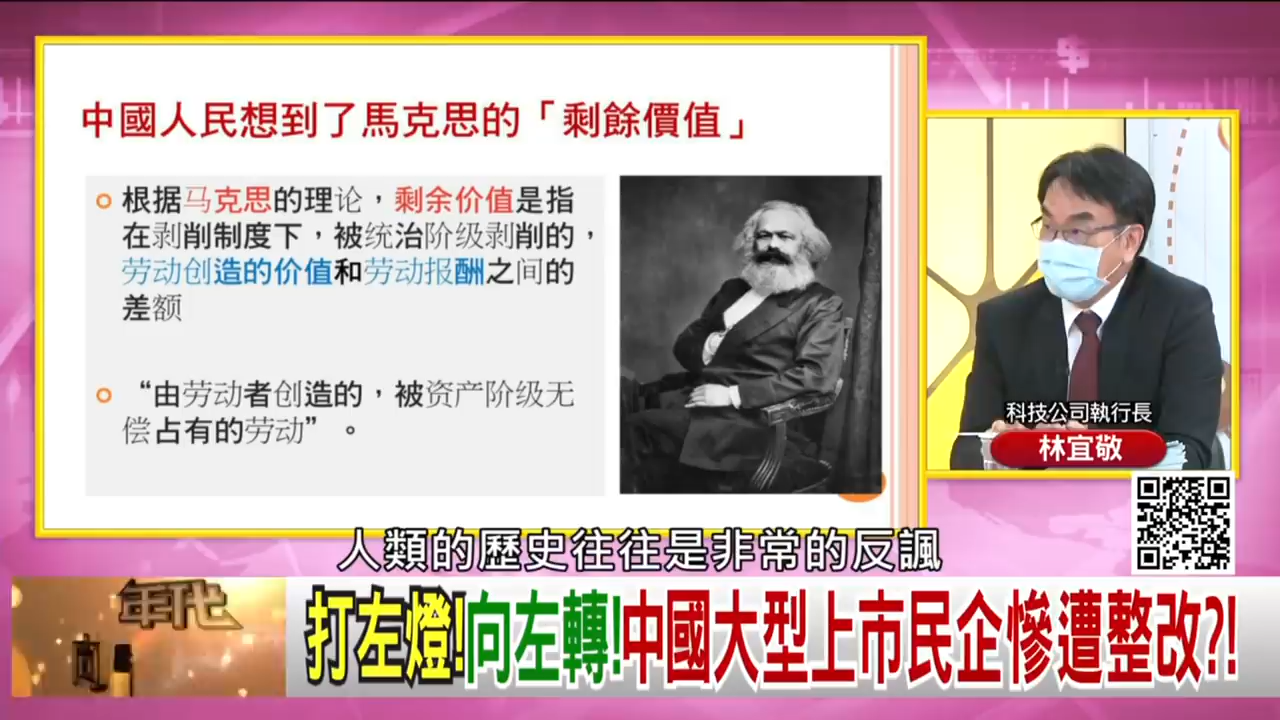 中國人民想到了馬克思的「剩餘價值」
根据马克思的理论，剩余价值是指
在剥削制度下，被统治阶级剥削的，
劳动创造的价值和劳动报酬之间的
差额
“由劳动者创造的，被资产阶级无
偿占有的劳动”。
科技公司執行長
林宜敬
人類的歷史往往是非常的反諷
年代
向
打左燈!向左轉!中國大型上市民企慘遭整改?!